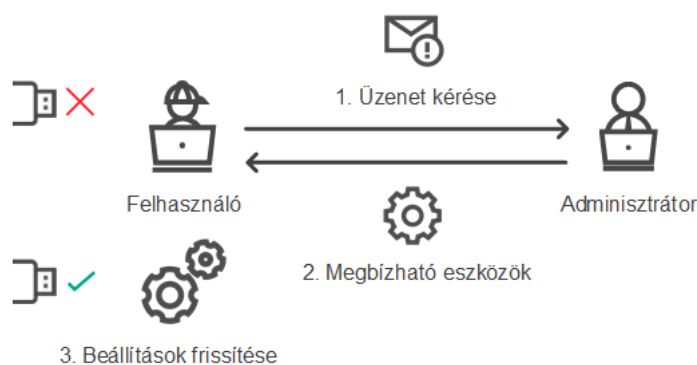 1. Üzenet kérése
Felhasználó
Adminisztrátor
2. Megbízható eszközök
3. Beállítások frissítése